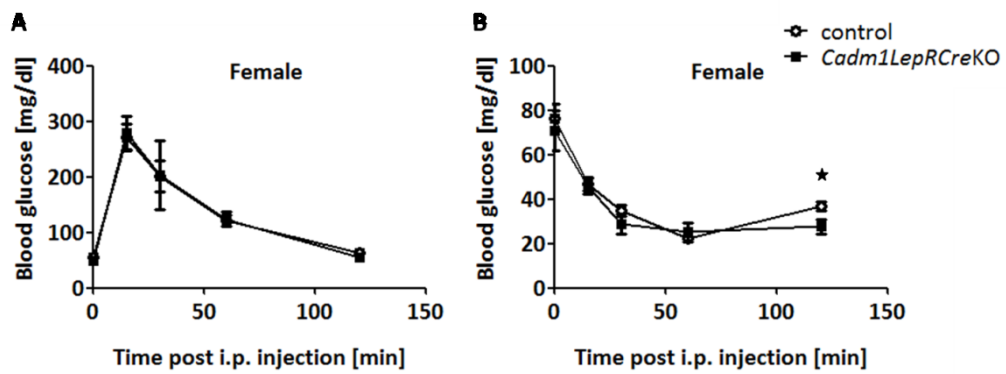 A
Female
Blood glucose [mg/dl]
400
300
200
100
0
0 50 100 150
Time post i.p. injection [min]
B
control
Cadm1LepRCreKO
Female
Blood glucose [mg/dl]
100
80
60
40
20
0
★
0 50 100 150
Time post i.p. injection [min]